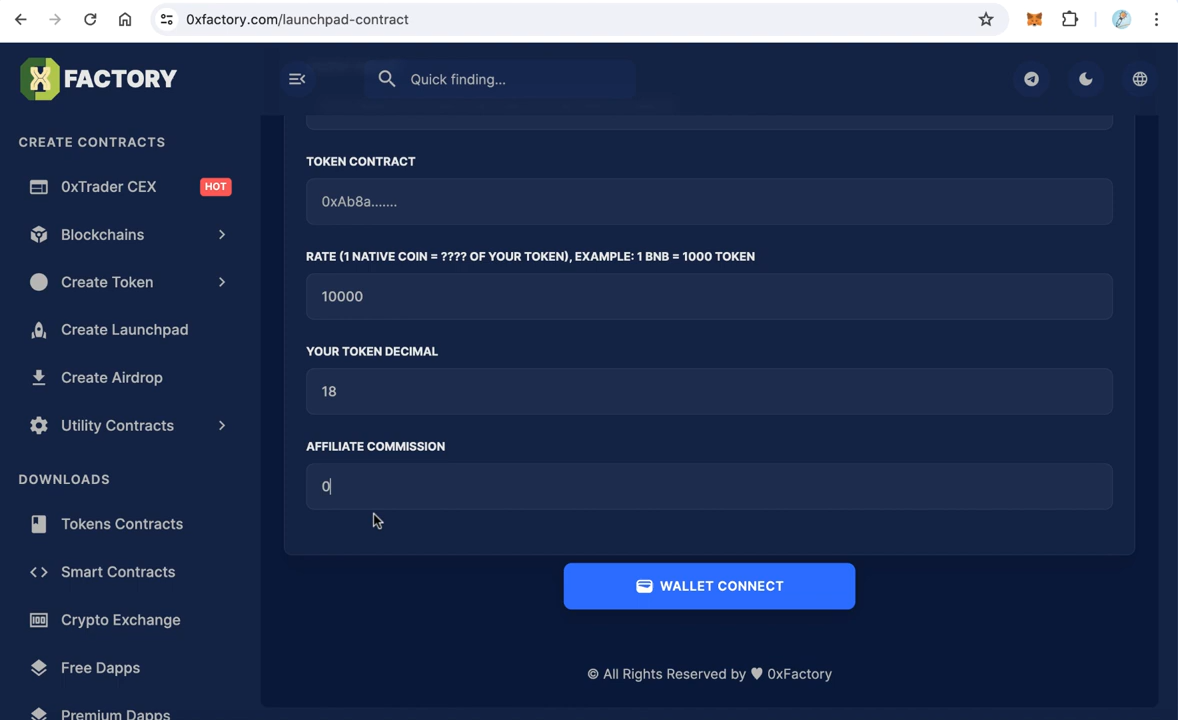 0xfactory.com/launchpad-contract
FACTORY
Quick finding...
CREATE CONTRACTS
0xTrader CEX HOT
Blockchains
Create Token
Create Launchpad
Create Airdrop
Utility Contracts
DOWNLOADS
Tokens Contracts
Smart Contracts
Crypto Exchange
Free Dapps
Premium Dapps
TOKEN CONTRACT
0xAb8a.......
RATE (1 NATIVE COIN = ???? OF YOUR TOKEN), EXAMPLE: 1 BNB = 1000 TOKEN
10000
YOUR TOKEN DECIMAL
18
AFFILIATE COMMISSION
0
WALLET CONNECT
© All Rights Reserved by ♥ 0xFactory